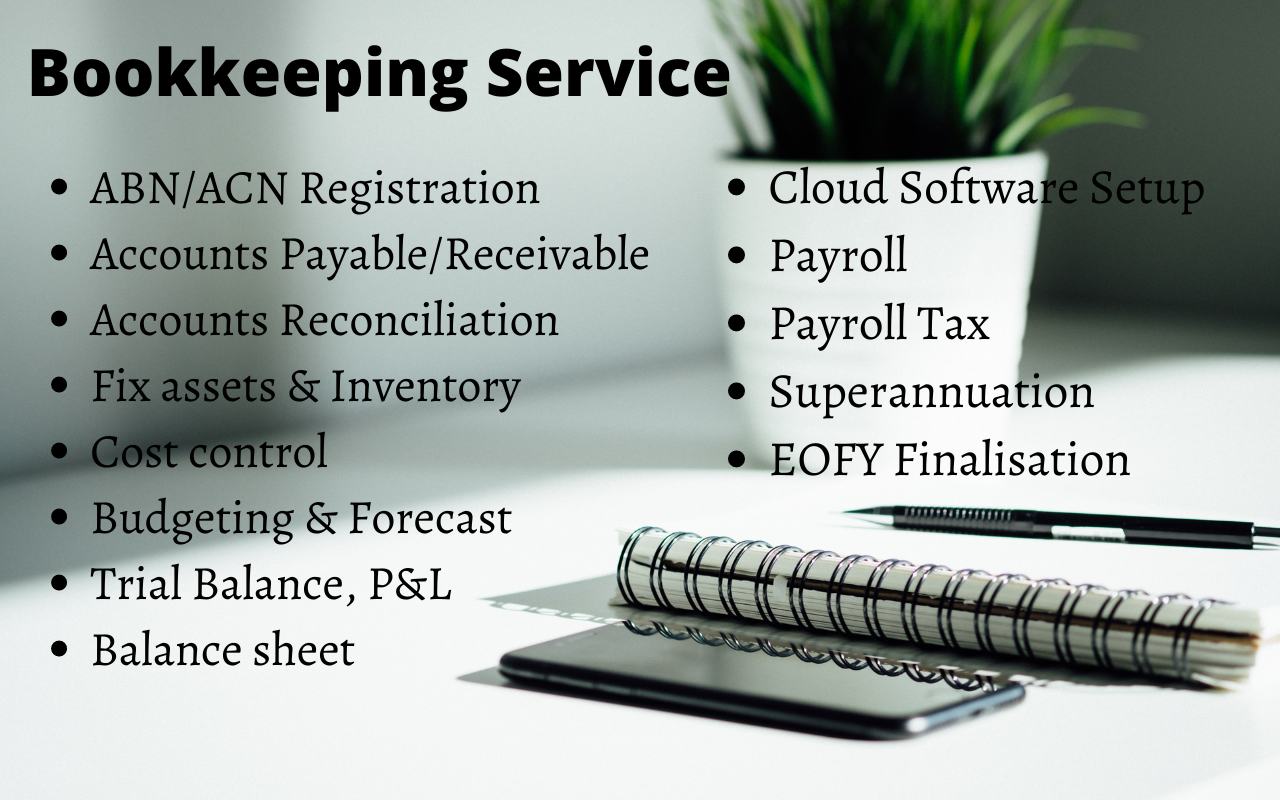 Bookkeeping Service
ABN/ACN Registration
Accounts Payable/Receivable
Accounts Reconciliation
Fix assets & Inventory
Cost control
Budgeting & Forecast
Trial Balance, P&L
Balance sheet
Cloud Software Setup
Payroll
Payroll Tax
Superannuation
EOFY Finalisation